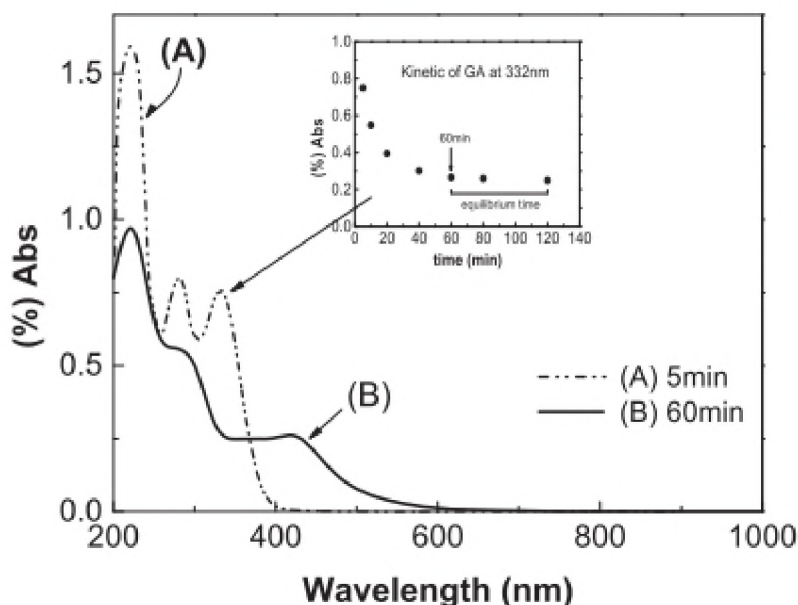 (%) Abs
1.5
1.0
0.5
0.0
(A)
(B)
(A) 5min
(B) 60min
200
400
600
800
1000
Wavelength (nm)
Kinetic of GA at 332nm
(%) Abs
1.0
0.8
0.6
0.4
0.2
0.0
60min
equilibrium time
0
20
40
60
80
100
120
140
time (min)